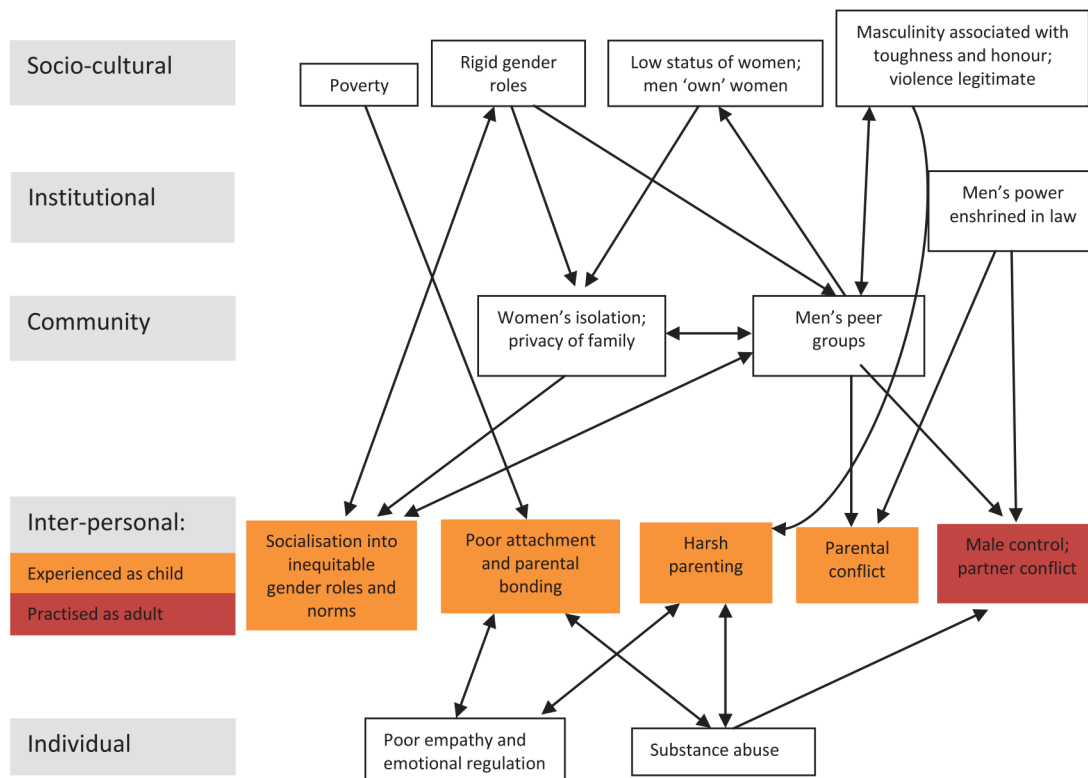 Socio-cultural
Poverty
Rigid gender
roles
Low status of women;
men ‘own’ women
Masculinity associated with
toughness and honour;
violence legitimate
Institutional
Men’s power
enshrined in law
Community
Women’s isolation;
privacy of family
Men’s peer
groups
Inter-personal:
Experienced as child
Practised as adult
Socialisation into
inequitable
gender roles and
norms
Poor attachment
and parental
bonding
Harsh
parenting
Parental
conflict
Male control;
partner conflict
Individual
Poor empathy and
emotional regulation
Substance abuse